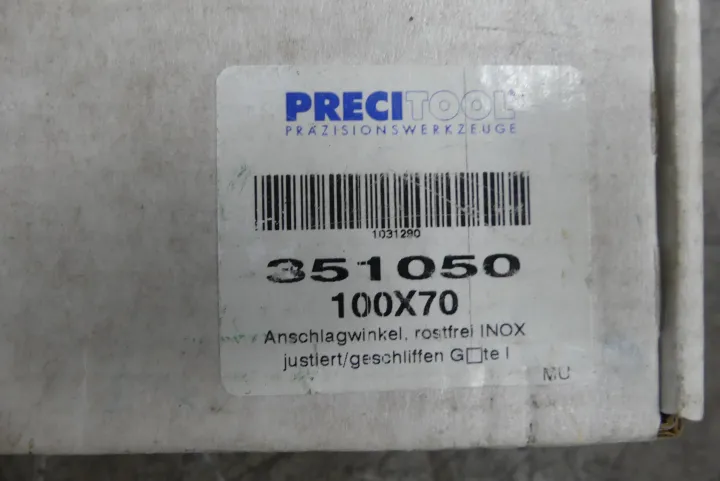 PRECITOOL
PRÄZISIONSWERKZEUGE
1031290
351050
100X70
Anschlagwinkel, rostfrei INOX
justiert/geschliffen G□te I
MU